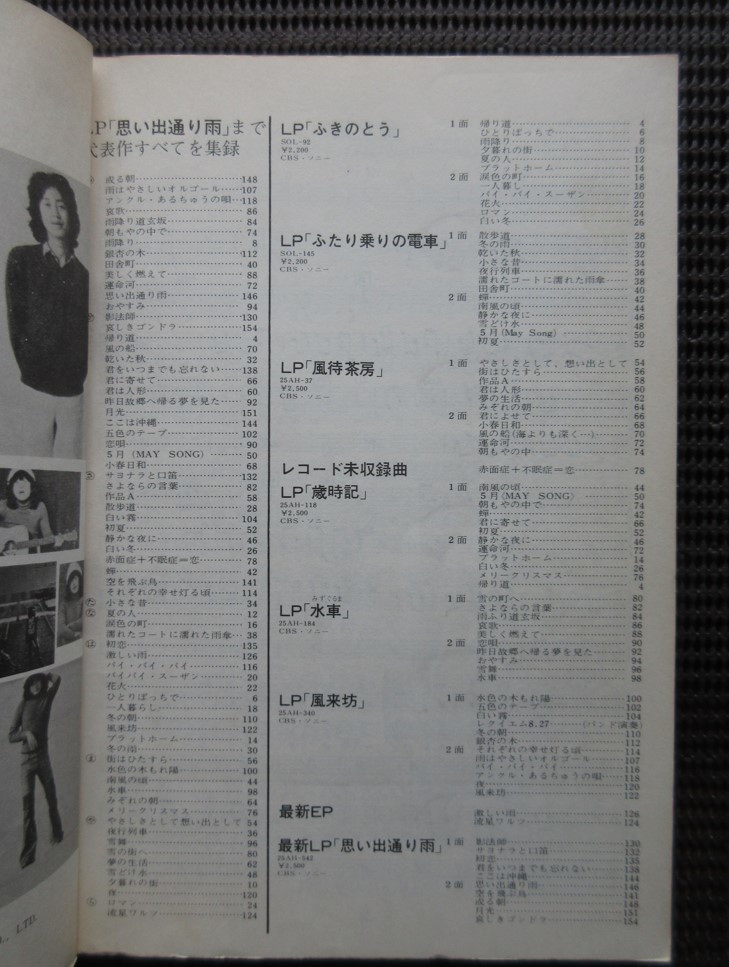 LP「思い出通り雨」まで
代表作すべてを集録
或る朝…148
雨はやさしいオルゴール…107
アンクル・あるちゅうの唄…118
哀歌…86
雨降り道玄坂…84
朝もやの中で…74
雨降り…8
銀杏の木…112
田舎町…40
美しく燃えて…88
運命河…72
思い出通り雨…146
おやすみ…94
影法師…130
哀しきゴンドラ…154
帰り道…4
風の船…70
乾いた秋…32
君をいつまでも忘れない…138
君に寄せて…66
君は人形…60
昨日故郷へ帰る夢を見た…92
月光…151
ここは沖縄…144
五色のテープ…102
恋唄…90
5月(MAY SONG)…50
小春日和…68
サヨナラと口笛…132
さよならの言葉…82
作品A…58
散歩道…28
白い霧…104
初夏…52
静かな夜に…46
白い冬…26
赤面症+不眠症=恋…78
蟬…42
空を飛ぶ鳥…141
それぞれの幸せ灯る頃…114
小さな昔…34
夏の人…12
涙色の町…16
濡れたコートに濡れた雨傘…38
初恋…135
激しい雨…126
バイ・バイ・バイ…116
バイバイ・スーザン…20
花火…22
ひとりぼっちで…6
一人暮らし…18
冬の朝…110
風来坊…122
プラットホーム…14
冬の雨…30
街はひたすら…56
水色の木もれ陽…100
南風の頃…44
水車…98
みぞれの朝…64
メリークリスマス…76
やさしさとして想い出として 54
夜行列車…36
雪舞…96
雪の町へ…80
夢の生活…62
雪どけ水…48
夕暮れの街…10
夜…120
ロマン…24
流星ワルツ…124
L., LTD.
LP「ふきのとう」
SOL-92
¥2,200
CBS・ソニー
1面 帰り道…4
ひとりぼっちで…6
雨降り…8
夕暮れの街…10
夏の人…12
プラットホーム…14
2面 涙色の町…16
一人暮し…18
バイ・バイ・スーザン…20
花火…22
ロマン…24
白い冬…26
LP「ふたり乗りの電車」
SOL-145
¥2,200
CBS・ソニー
1面 散歩道…28
冬の雨…30
乾いた秋…32
小さな昔…34
夜行列車…36
濡れたコートに濡れた雨傘…38
田舎町…40
2面 蟬…42
南風の頃…44
静かな夜に…46
雪どけ水…48
5月(May Song)…50
初夏…52
LP「風待茶房」
25AH-37
¥2,500
CBS・ソニー
1面 やさしさとして、想い出として 54
街はひたすら…56
作品A…58
君は人形…60
夢の生活…62
みぞれの朝…64
2面 君によせて…66
小春日和…68
風の船(海よりも深く…)…70
運命河…72
朝もやの中…74
レコード未収録曲
赤面症+不眠症=恋…78
LP「歳時記」
25AH-118
¥2,500
CBS・ソニー
1面 南風の頃…44
5月(MAY SONG)…50
朝もやの中で…74
蟬…42
君に寄せて…66
2面 静かな夜に…46
運命河…72
プラットホーム…14
白い冬…26
メリークリスマス…76
帰り道…4
みずぐるま
LP「水車」
25AH-184
CBS・ソニー
1面 雪の町へ…80
さよならの言葉…82
雨ふり道玄坂…84
哀歌…86
美しく燃えて…88
2面 恋唄…90
昨日故郷へ帰る夢を見た…92
おやすみ…94
雪舞…96
水車…98
LP「風来坊」
25AH-340
CBS・ソニー
1面 水色の木もれ陽…100
五色のテープ…102
白い霧…104
レクイエム8.27…(バンド演奏)
冬の朝…110
銀杏の木…112
2面 それぞれの幸せ灯る頃…114
雨はやさしいオルゴール…107
バイ・バイ・バイ…116
アンクル・あるちゅうの唄…118
夜…120
風来坊…122
最新EP
激しい雨…126
流星ワルツ…124
最新LP「思い出通り雨」
25AH-542
¥2,500
CBS・ソニー
1面 影法師…130
サヨナラと口笛…132
初恋…135
君をいつまでも忘れない…138
ここは沖縄…144
2面 思い出通り雨…146
空を飛ぶ鳥…141
或る朝…148
月光…151
哀しきゴンドラ…154